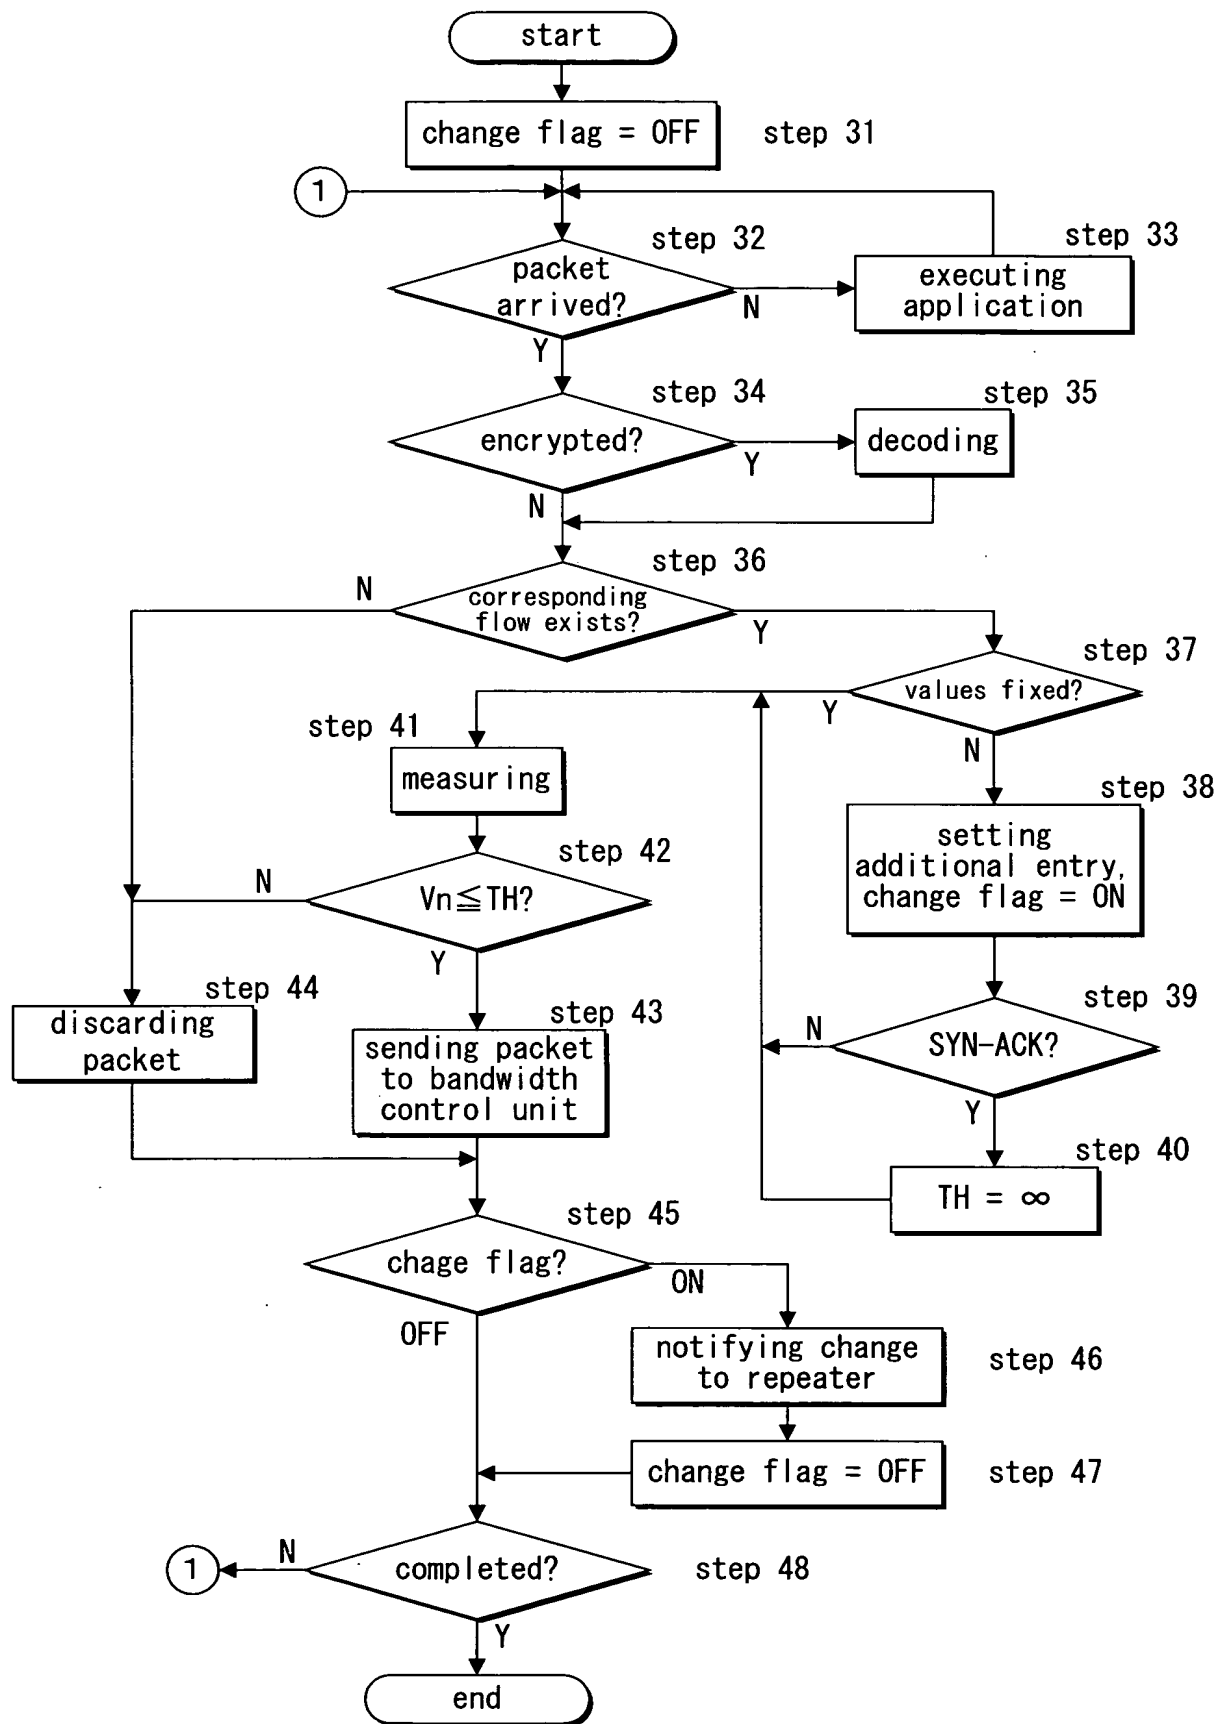 start
change flag = OFF
step 31
1
step 32
packet
arrived?
N
Y
step 33
executing
application
step 34
encrypted?
Y
N
step 35
decoding
step 36
corresponding
flow exists?
N
Y
step 37
values fixed?
Y
N
step 41
measuring
step 38
setting
additional entry,
change flag = ON
step 42
Vn≦TH?
N
Y
step 39
SYN-ACK?
N
Y
step 44
discarding
packet
step 43
sending packet
to bandwidth
control unit
step 40
TH = ∞
step 45
chage flag?
ON
OFF
notifying change
to repeater
step 46
change flag = OFF
step 47
completed?
step 48
N
1
Y
end